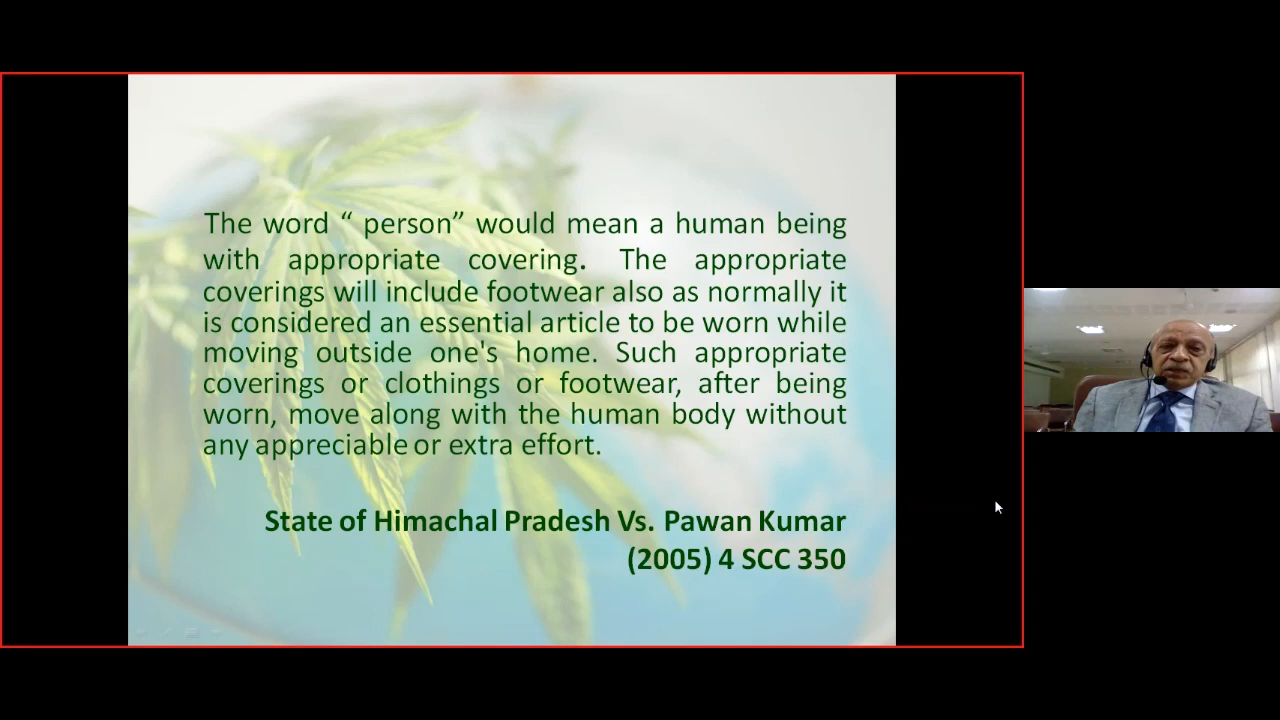 The word “ person” would mean a human being
with appropriate covering. The appropriate
coverings will include footwear also as normally it
is considered an essential article to be worn while
moving outside one's home. Such appropriate
coverings or clothings or footwear, after being
worn, move along with the human body without
any appreciable or extra effort.
State of Himachal Pradesh Vs. Pawan Kumar
(2005) 4 SCC 350